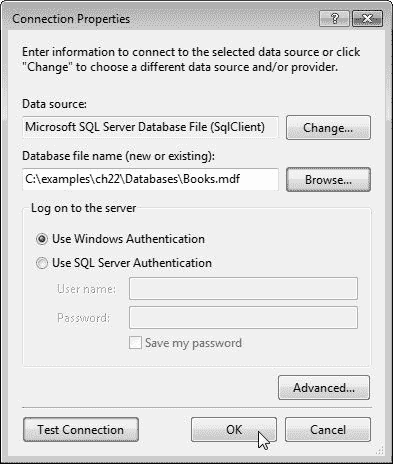 Connection Properties
Enter information to connect to the selected data source or click
"Change" to choose a different data source and/or provider.
Data source:
Microsoft SQL Server Database File (SqlClient)
Change...
Database file name (new or existing):
C:\examples\ch22\Databases\Books.mdf
Browse...
Log on to the server
Use Windows Authentication
Use SQL Server Authentication
User name:
Password:
Save my password
Advanced...
Test Connection
OK
Cancel